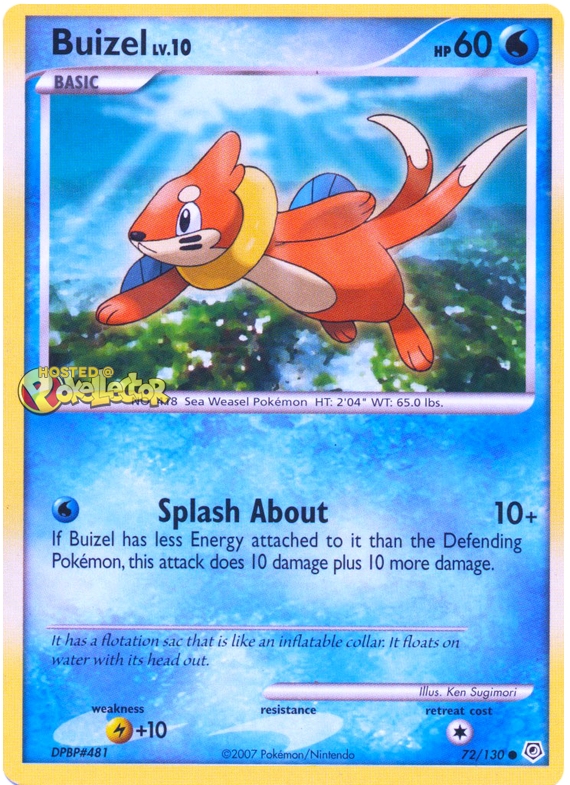 Buizel LV.10
HP 60
BASIC
HOSTED @
PokéLLECTOR
Sea Weasel Pokémon HT: 2'04" WT: 65.0 lbs.
Splash About 10+
If Buizel has less Energy attached to it than the Defending
Pokémon, this attack does 10 damage plus 10 more damage.
It has a flotation sac that is like an inflatable collar. It floats on
water with its head out.
Illus. Ken Sugimori
weakness resistance retreat cost
+10
DPBP#481 ©2007 Pokémon/Nintendo 72/130